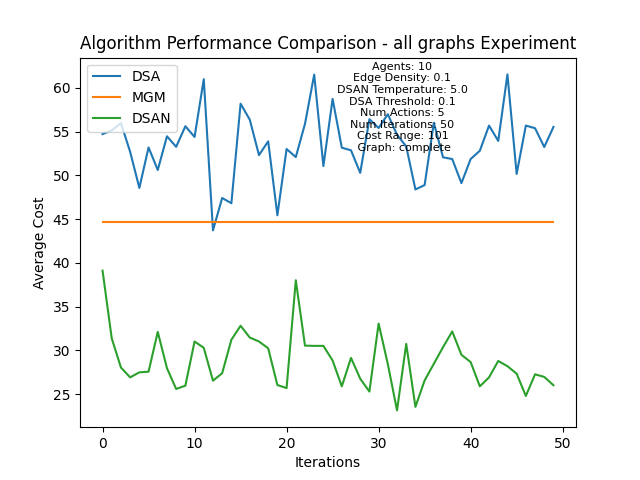 Algorithm Performance Comparison - all graphs Experiment
DSA
MGM
DSAN
Agents: 10
Edge Density: 0.1
DSAN Temperature: 5.0
DSA Threshold: 0.1
Num Actions: 5
Num Iterations: 50
Cost Range: 101
Graph: complete
60
55
50
45
40
35
30
25
Average Cost
0 10 20 30 40 50
Iterations